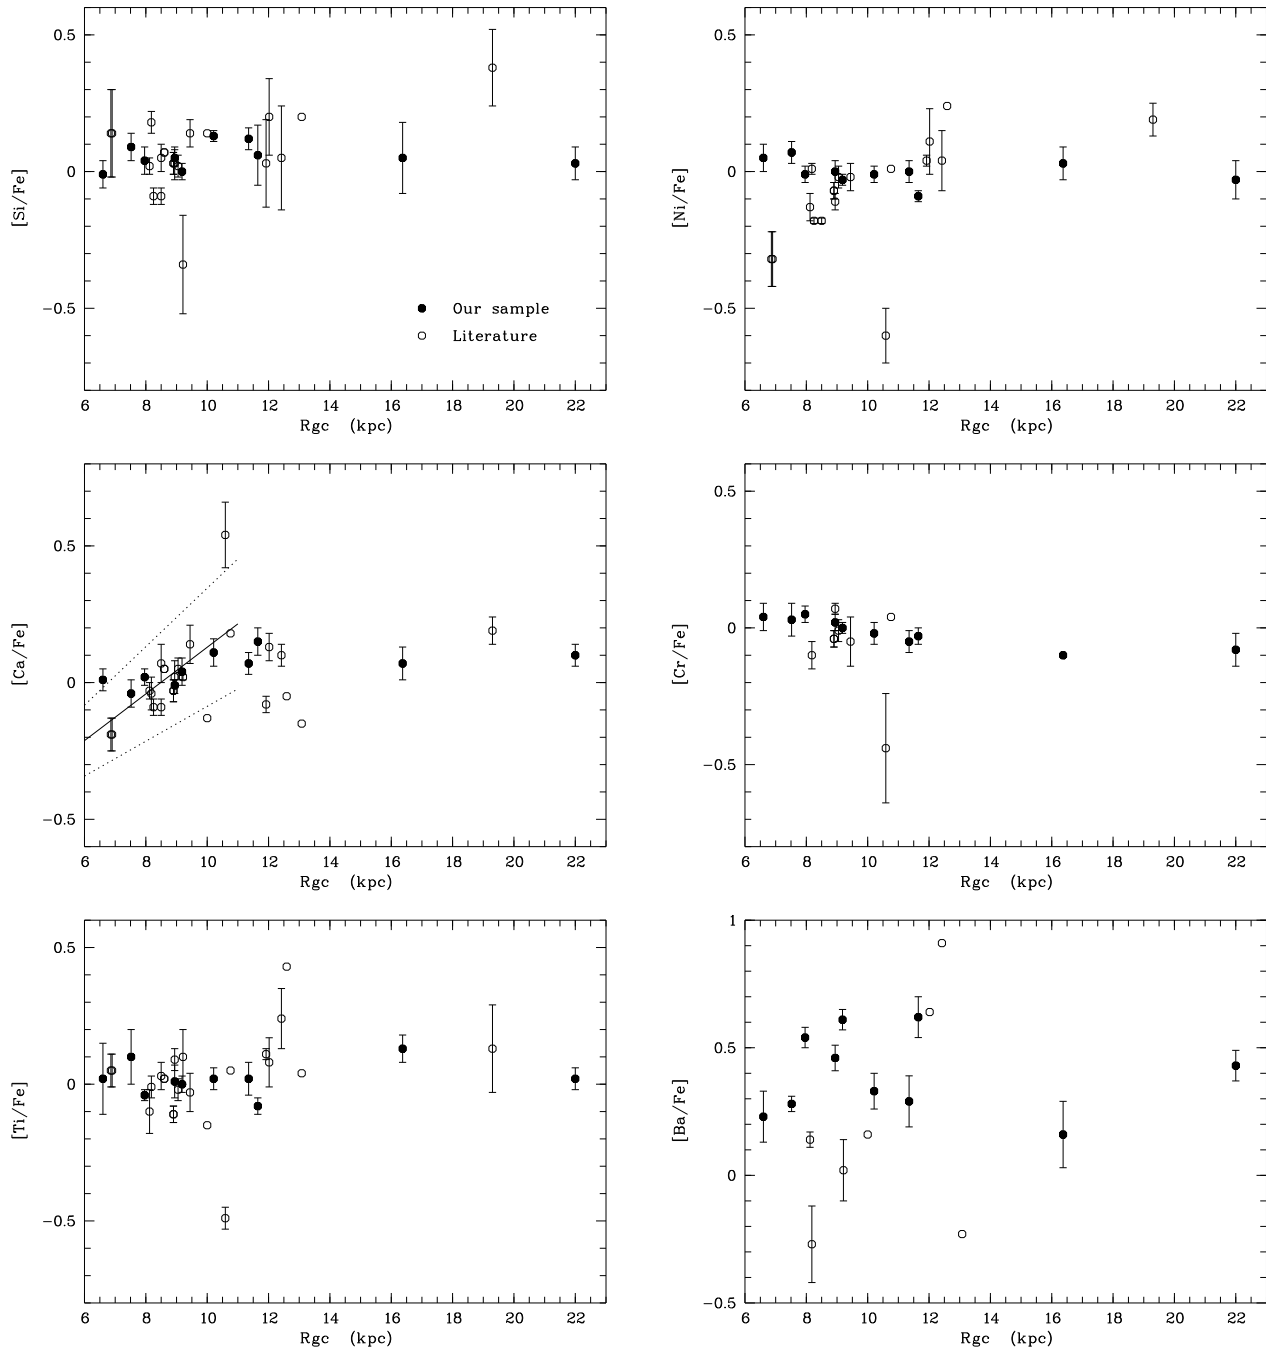 0.5 0.5
0 0
[Si/Fe] [Ni/Fe]
−0.5 −0.5
Our sample
Literature
6 8 10 12 14 16 18 20 22 6 8 10 12 14 16 18 20 22
Rgc (kpc) Rgc (kpc)
0.5 0.5
0 0
[Ca/Fe] [Cr/Fe]
−0.5 −0.5
6 8 10 12 14 16 18 20 22 6 8 10 12 14 16 18 20 22
Rgc (kpc) Rgc (kpc)
0.5 1
0 0.5
[Ti/Fe] [Ba/Fe]
−0.5 0
−0.5
6 8 10 12 14 16 18 20 22 6 8 10 12 14 16 18 20 22
Rgc (kpc) Rgc (kpc)